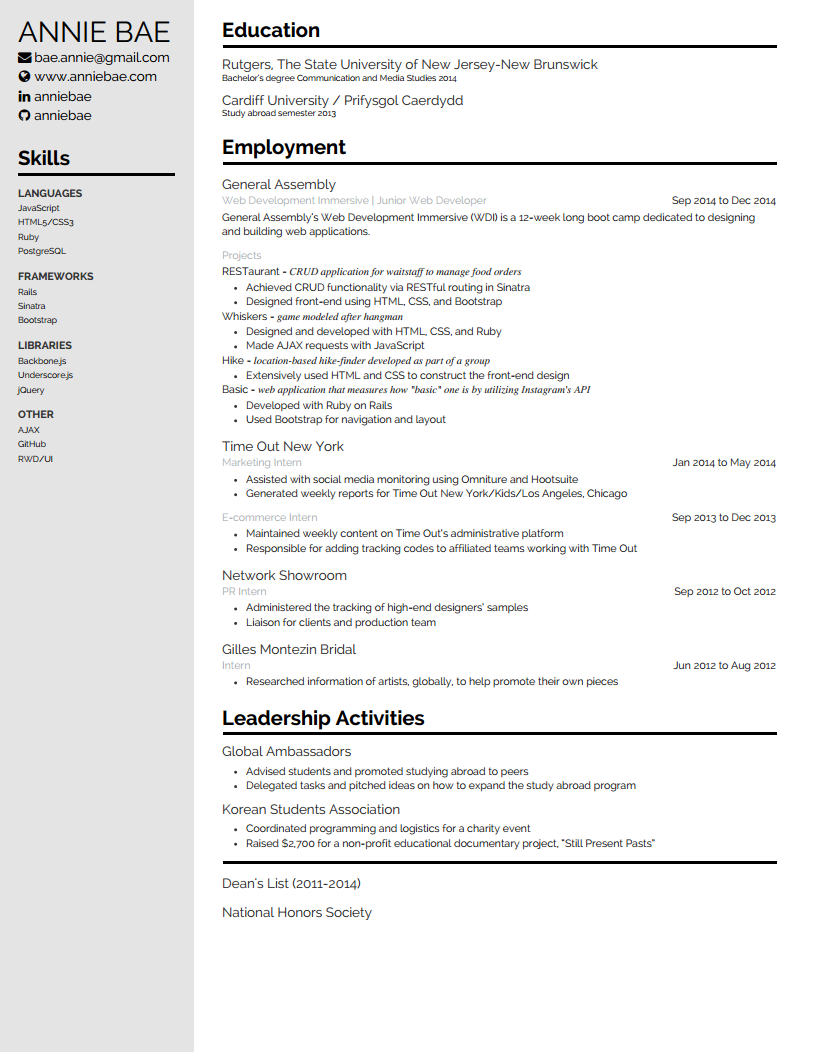 ANNIE BAE
bae.annie@gmail.com
www.anniebae.com
anniebae
anniebae
Skills
LANGUAGES
JavaScript
HTML5/CSS3
Ruby
PostgreSQL
FRAMEWORKS
Rails
Sinatra
Bootstrap
LIBRARIES
Backbone.js
Underscore.js
jQuery
OTHER
AJAX
GitHub
RWD/UI
Education
Rutgers, The State University of New Jersey-New Brunswick
Bachelor's degree Communication and Media Studies 2014
Cardiff University / Prifysgol Caerdydd
Study abroad semester 2013
Employment
General Assembly
Web Development Immersive | Junior Web Developer Sep 2014 to Dec 2014
General Assembly's Web Development Immersive (WDI) is a 12-week long boot camp dedicated to designing
and building web applications.
Projects
RESTaurant - CRUD application for waitstaff to manage food orders
• Achieved CRUD functionality via RESTful routing in Sinatra
• Designed front-end using HTML, CSS, and Bootstrap
Whiskers - game modeled after hangman
• Designed and developed with HTML, CSS, and Ruby
• Made AJAX requests with JavaScript
Hike - location-based hike-finder developed as part of a group
• Extensively used HTML and CSS to construct the front-end design
Basic - web application that measures how "basic" one is by utilizing Instagram's API
• Developed with Ruby on Rails
• Used Bootstrap for navigation and layout
Time Out New York
Marketing Intern Jan 2014 to May 2014
• Assisted with social media monitoring using Omniture and Hootsuite
• Generated weekly reports for Time Out New York/Kids/Los Angeles, Chicago
E-commerce Intern Sep 2013 to Dec 2013
• Maintained weekly content on Time Out's administrative platform
• Responsible for adding tracking codes to affiliated teams working with Time Out
Network Showroom
PR Intern Sep 2012 to Oct 2012
• Administered the tracking of high-end designers' samples
• Liaison for clients and production team
Gilles Montezin Bridal
Intern Jun 2012 to Aug 2012
• Researched information of artists, globally, to help promote their own pieces
Leadership Activities
Global Ambassadors
• Advised students and promoted studying abroad to peers
• Delegated tasks and pitched ideas on how to expand the study abroad program
Korean Students Association
• Coordinated programming and logistics for a charity event
• Raised $2,700 for a non-profit educational documentary project, "Still Present Pasts"
Dean's List (2011-2014)
National Honors Society